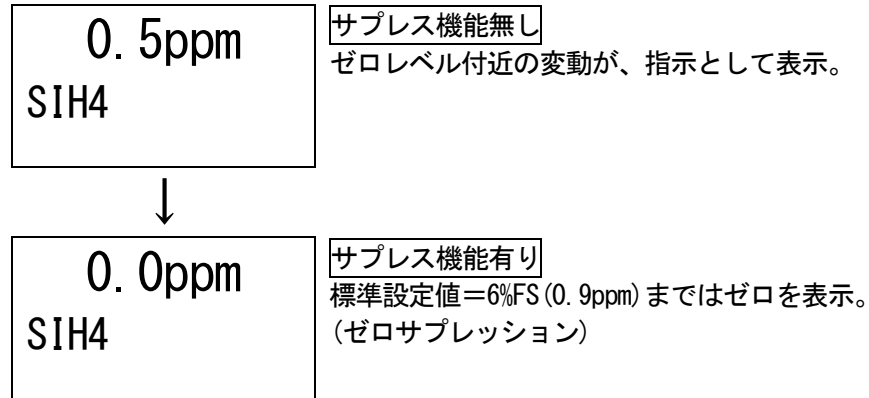 0.5ppm
SIH4
サプレス機能無し
ゼロレベル付近の変動が、指示として表示。
↓
0.0ppm
SIH4
サプレス機能有り
標準設定値＝6%FS(0.9ppm)まではゼロを表示。
(ゼロサプレッション)